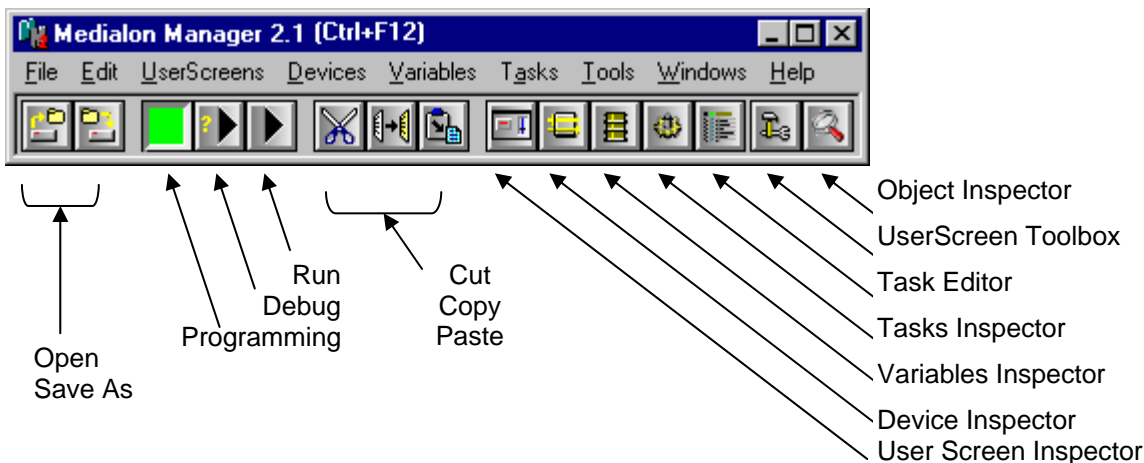 Medialon Manager 2.1 (Ctrl+F12)
File Edit UserScreens Devices Variables Tasks Tools Windows Help
?
Object Inspector
UserScreen Toolbox
Task Editor
Tasks Inspector
Variables Inspector
Device Inspector
User Screen Inspector
Run
Debug
Programming
Cut
Copy
Paste
Open
Save As